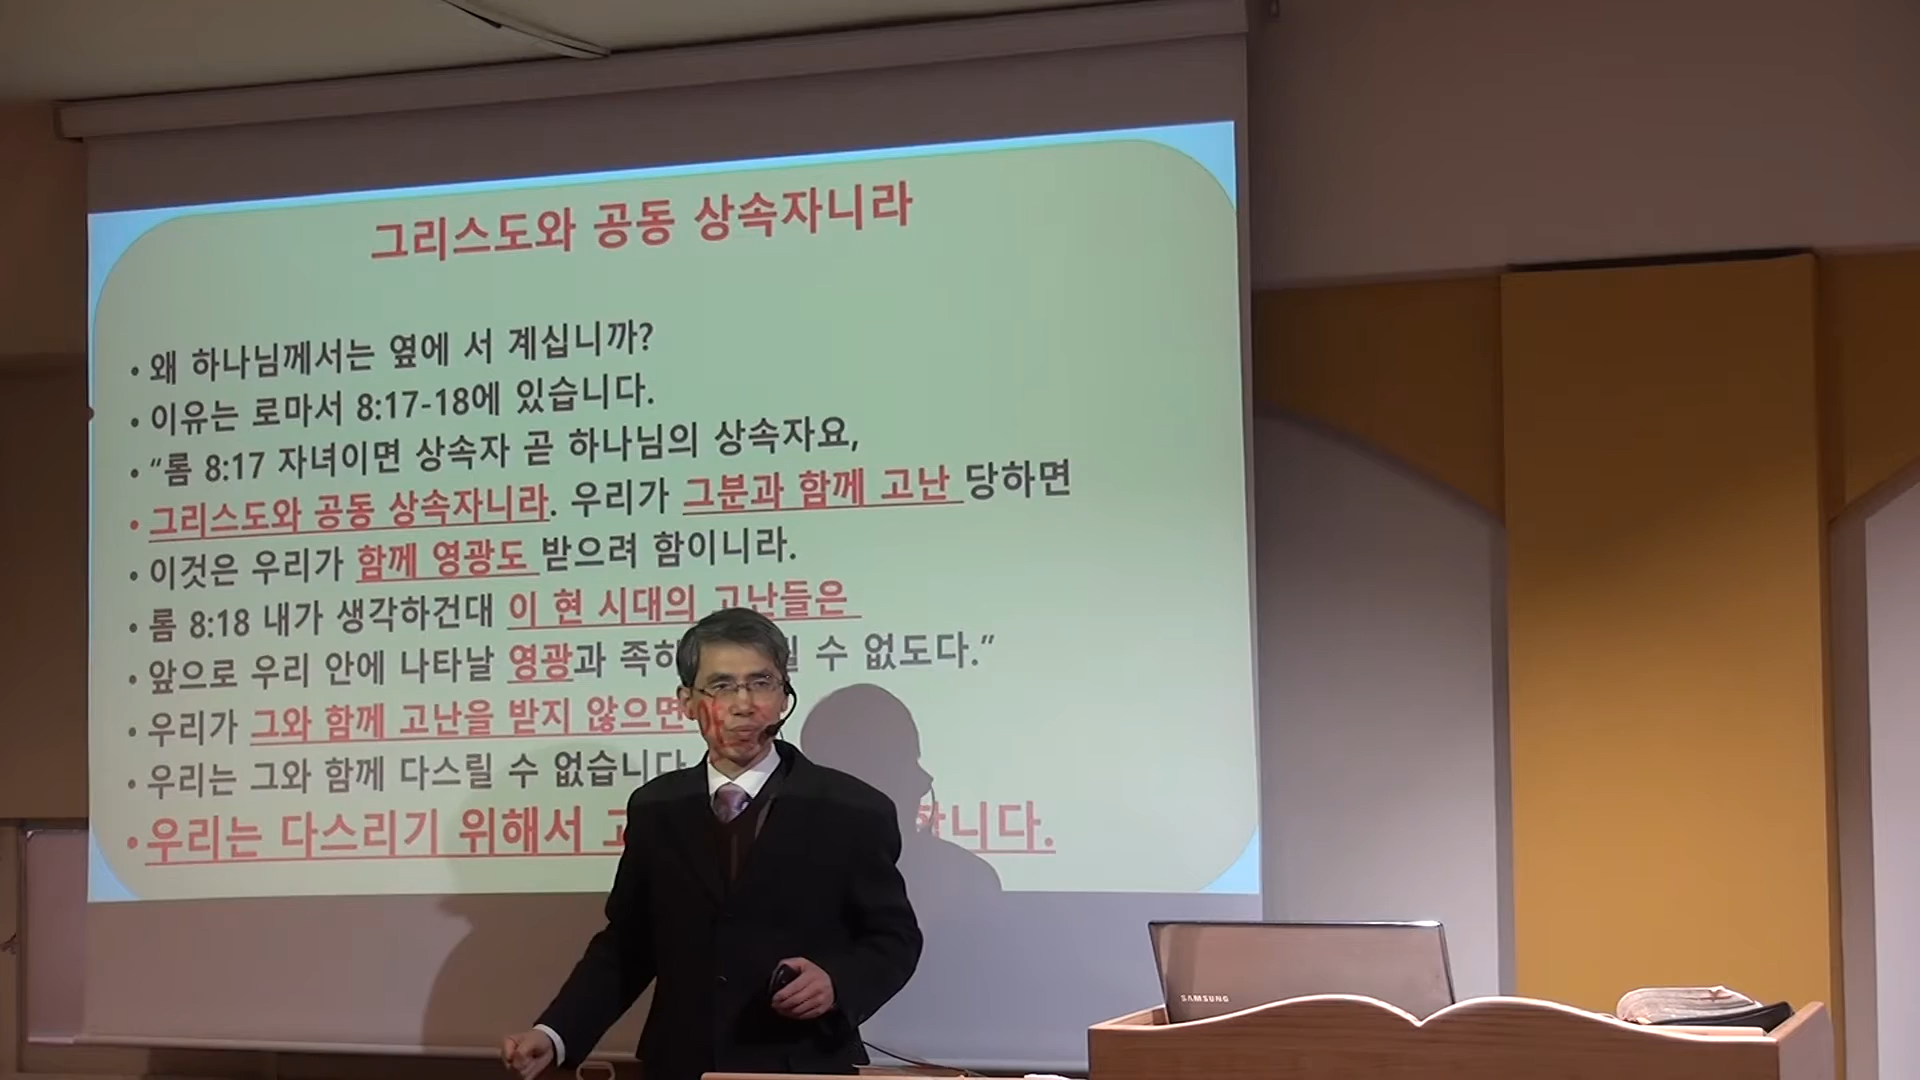 그리스도와 공동 상속자니라
• 왜 하나님께서는 옆에 서 계십니까?
• 이유는 로마서 8:17-18에 있습니다.
• “롬 8:17 자녀이면 상속자 곧 하나님의 상속자요,
• 그리스도와 공동 상속자니라. 우리가 그분과 함께 고난 당하면
• 이것은 우리가 함께 영광도 받으려 함이니라.
• 롬 8:18 내가 생각하건대 이 현 시대의 고난들은
• 앞으로 우리 안에 나타날 영광과 수 없도다.”
• 우리가 그와 함께 고난을 받지 않으면
• 우리는 그와 함께 다스릴 수 없습니다
• 우리는 다스리기 위해서 합니다.
SAMSUNG